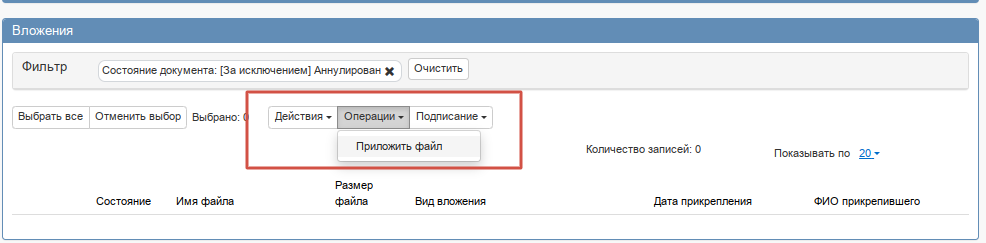 Вложения
Фильтр
Состояние документа: [За исключением] Аннулирован ✖
Очистить
Выбрать все Отменить выбор Выбрано: 0 Действия Операции Подписание
Приложить файл
Количество записей: 0 Показывать по 20
Состояние Имя файла Размер файла Вид вложения Дата прикрепления ФИО прикрепившего